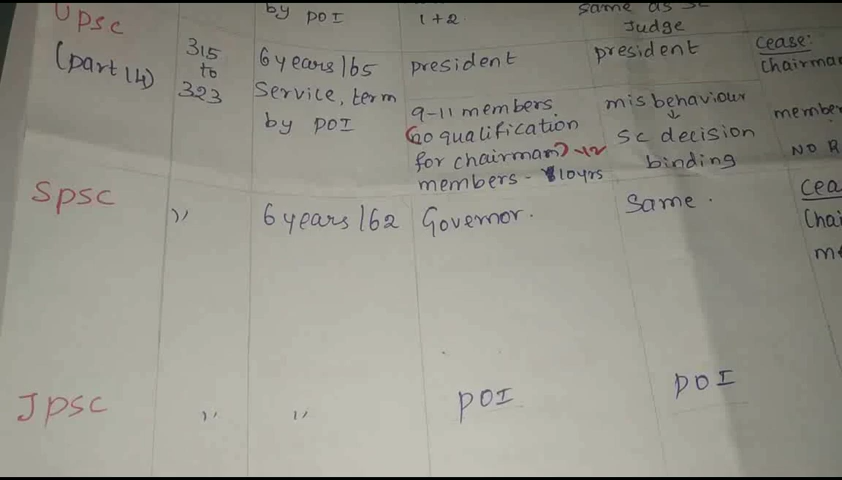 by POI
1+2
same as SC
Judge
Upsc
(part 14)
315
to
323
6 years/65
Service, term
by POI
president
9-11 members
(no qualification
for chairman)
members - 10yrs
president
misbehaviour
↓
SC decision
binding
Cease:
Chairman
member
NO R
Spsc
〃
6 years/62
Governor.
Same.
Cea
Chai
me
Jpsc
〃
〃
POI
POI